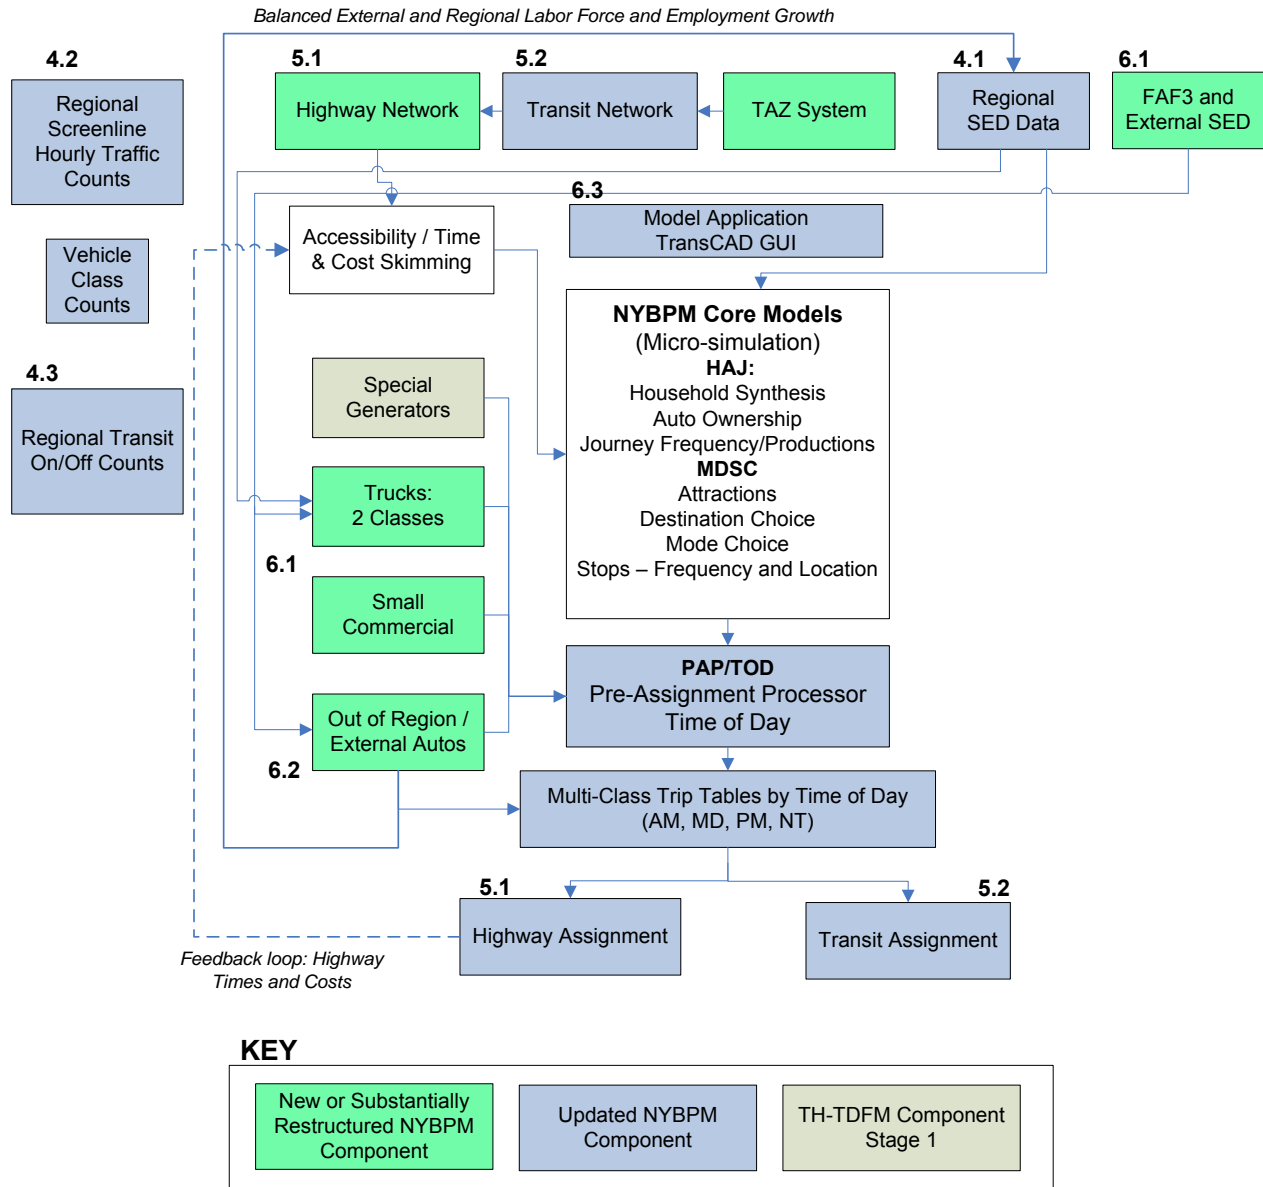 Balanced External and Regional Labor Force and Employment Growth
4.2
Regional
Screenline
Hourly Traffic
Counts
5.1
Highway Network
5.2
Transit Network
TAZ System
4.1
Regional
SED Data
6.1
FAF3 and
External SED
Vehicle
Class
Counts
Accessibility / Time
& Cost Skimming
6.3
Model Application
TransCAD GUI
4.3
Regional Transit
On/Off Counts
Special
Generators
Trucks:
2 Classes
6.1
Small
Commercial
Out of Region /
External Autos
6.2
NYBPM Core Models
(Micro-simulation)
HAJ:
Household Synthesis
Auto Ownership
Journey Frequency/Productions
MDSC
Attractions
Destination Choice
Mode Choice
Stops – Frequency and Location
PAP/TOD
Pre-Assignment Processor
Time of Day
Multi-Class Trip Tables by Time of Day
(AM, MD, PM, NT)
5.1
Highway Assignment
5.2
Transit Assignment
Feedback loop: Highway
Times and Costs
KEY
New or Substantially
Restructured NYBPM
Component
Updated NYBPM
Component
TH-TDFM Component
Stage 1